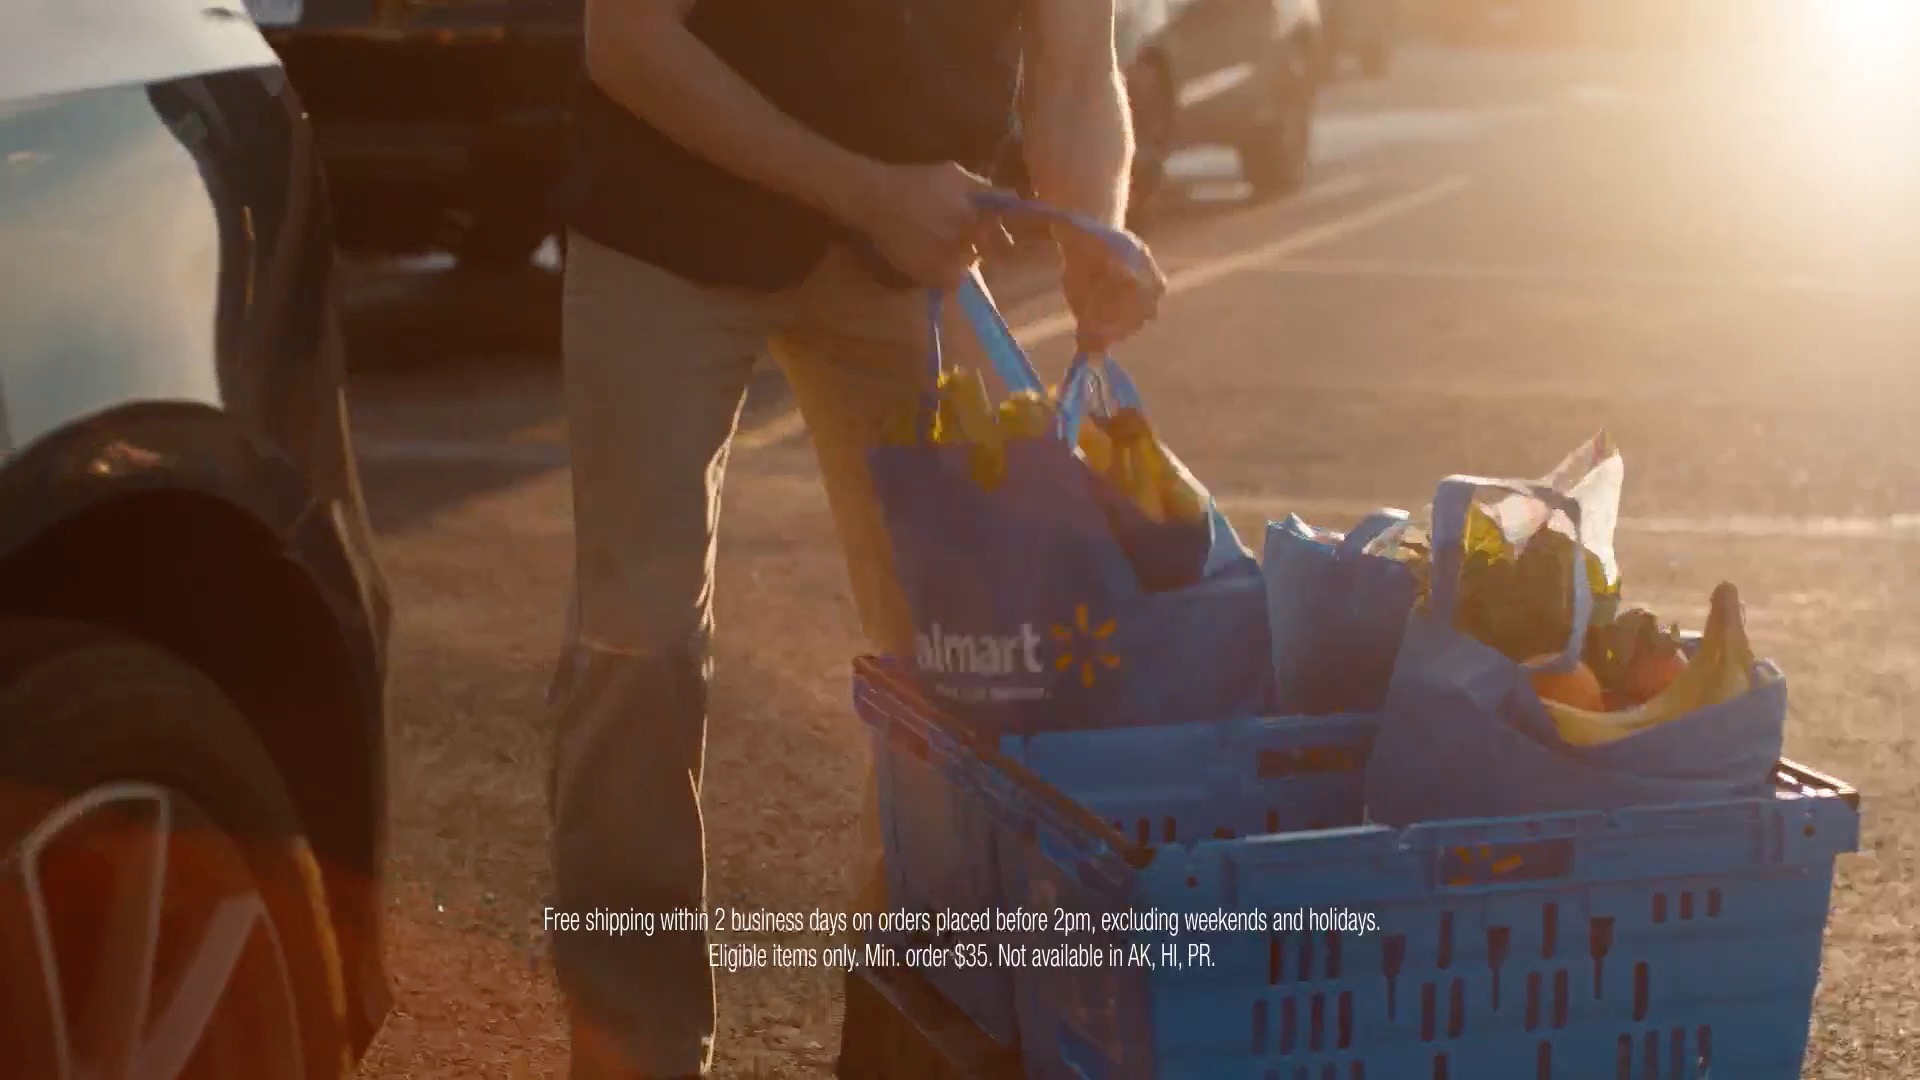 almart
Free shipping within 2 business days on orders placed before 2pm, excluding weekends and holidays.
Eligible items only. Min. order $35. Not available in AK, HI, PR.